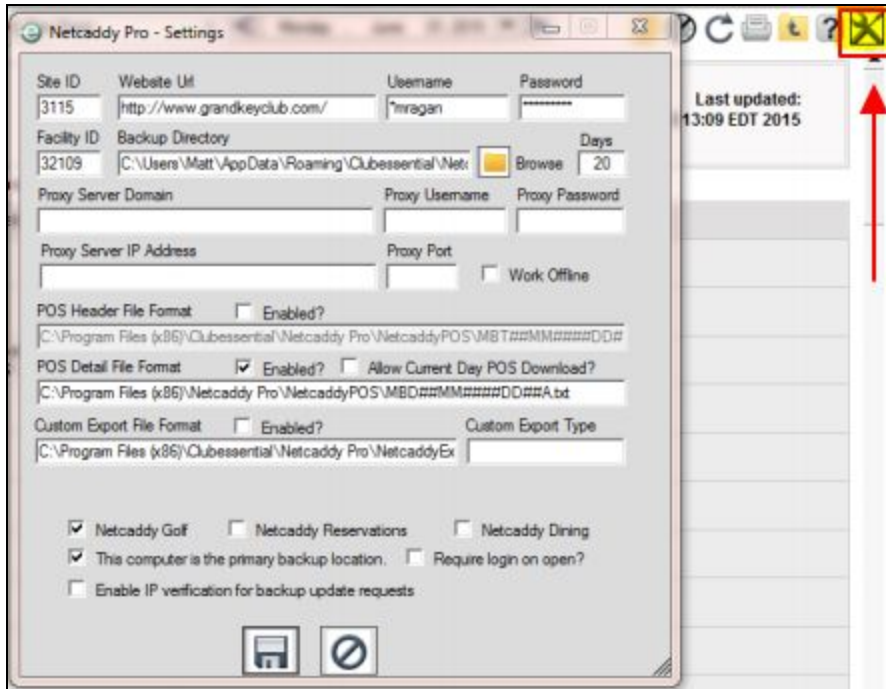 Netcaddy Pro - Settings
Site ID Website Url Username Password
3115 http://www.grandkeyclub.com/ *mragan *********
Facility ID Backup Directory Days
32109 C:\Users\Matt\AppData\Roaming\Clubessential\Netc Browse 20
Proxy Server Domain Proxy Username Proxy Password
Proxy Server IP Address Proxy Port
Work Offline
POS Header File Format Enabled?
C:\Program Files (x86)\Clubessential\Netcaddy Pro\NetcaddyPOS\MBT##MM####DD#
POS Detail File Format Enabled? Allow Current Day POS Download?
C:\Program Files (x86)\Netcaddy Pro\NetcaddyPOS\MBD##MM####DD##A.txt
Custom Export File Format Enabled? Custom Export Type
C:\Program Files (x86)\Clubessential\Netcaddy Pro\NetcaddyEx
Netcaddy Golf Netcaddy Reservations Netcaddy Dining
This computer is the primary backup location. Require login on open?
Enable IP verification for backup update requests
Last updated:
13:09 EDT 2015